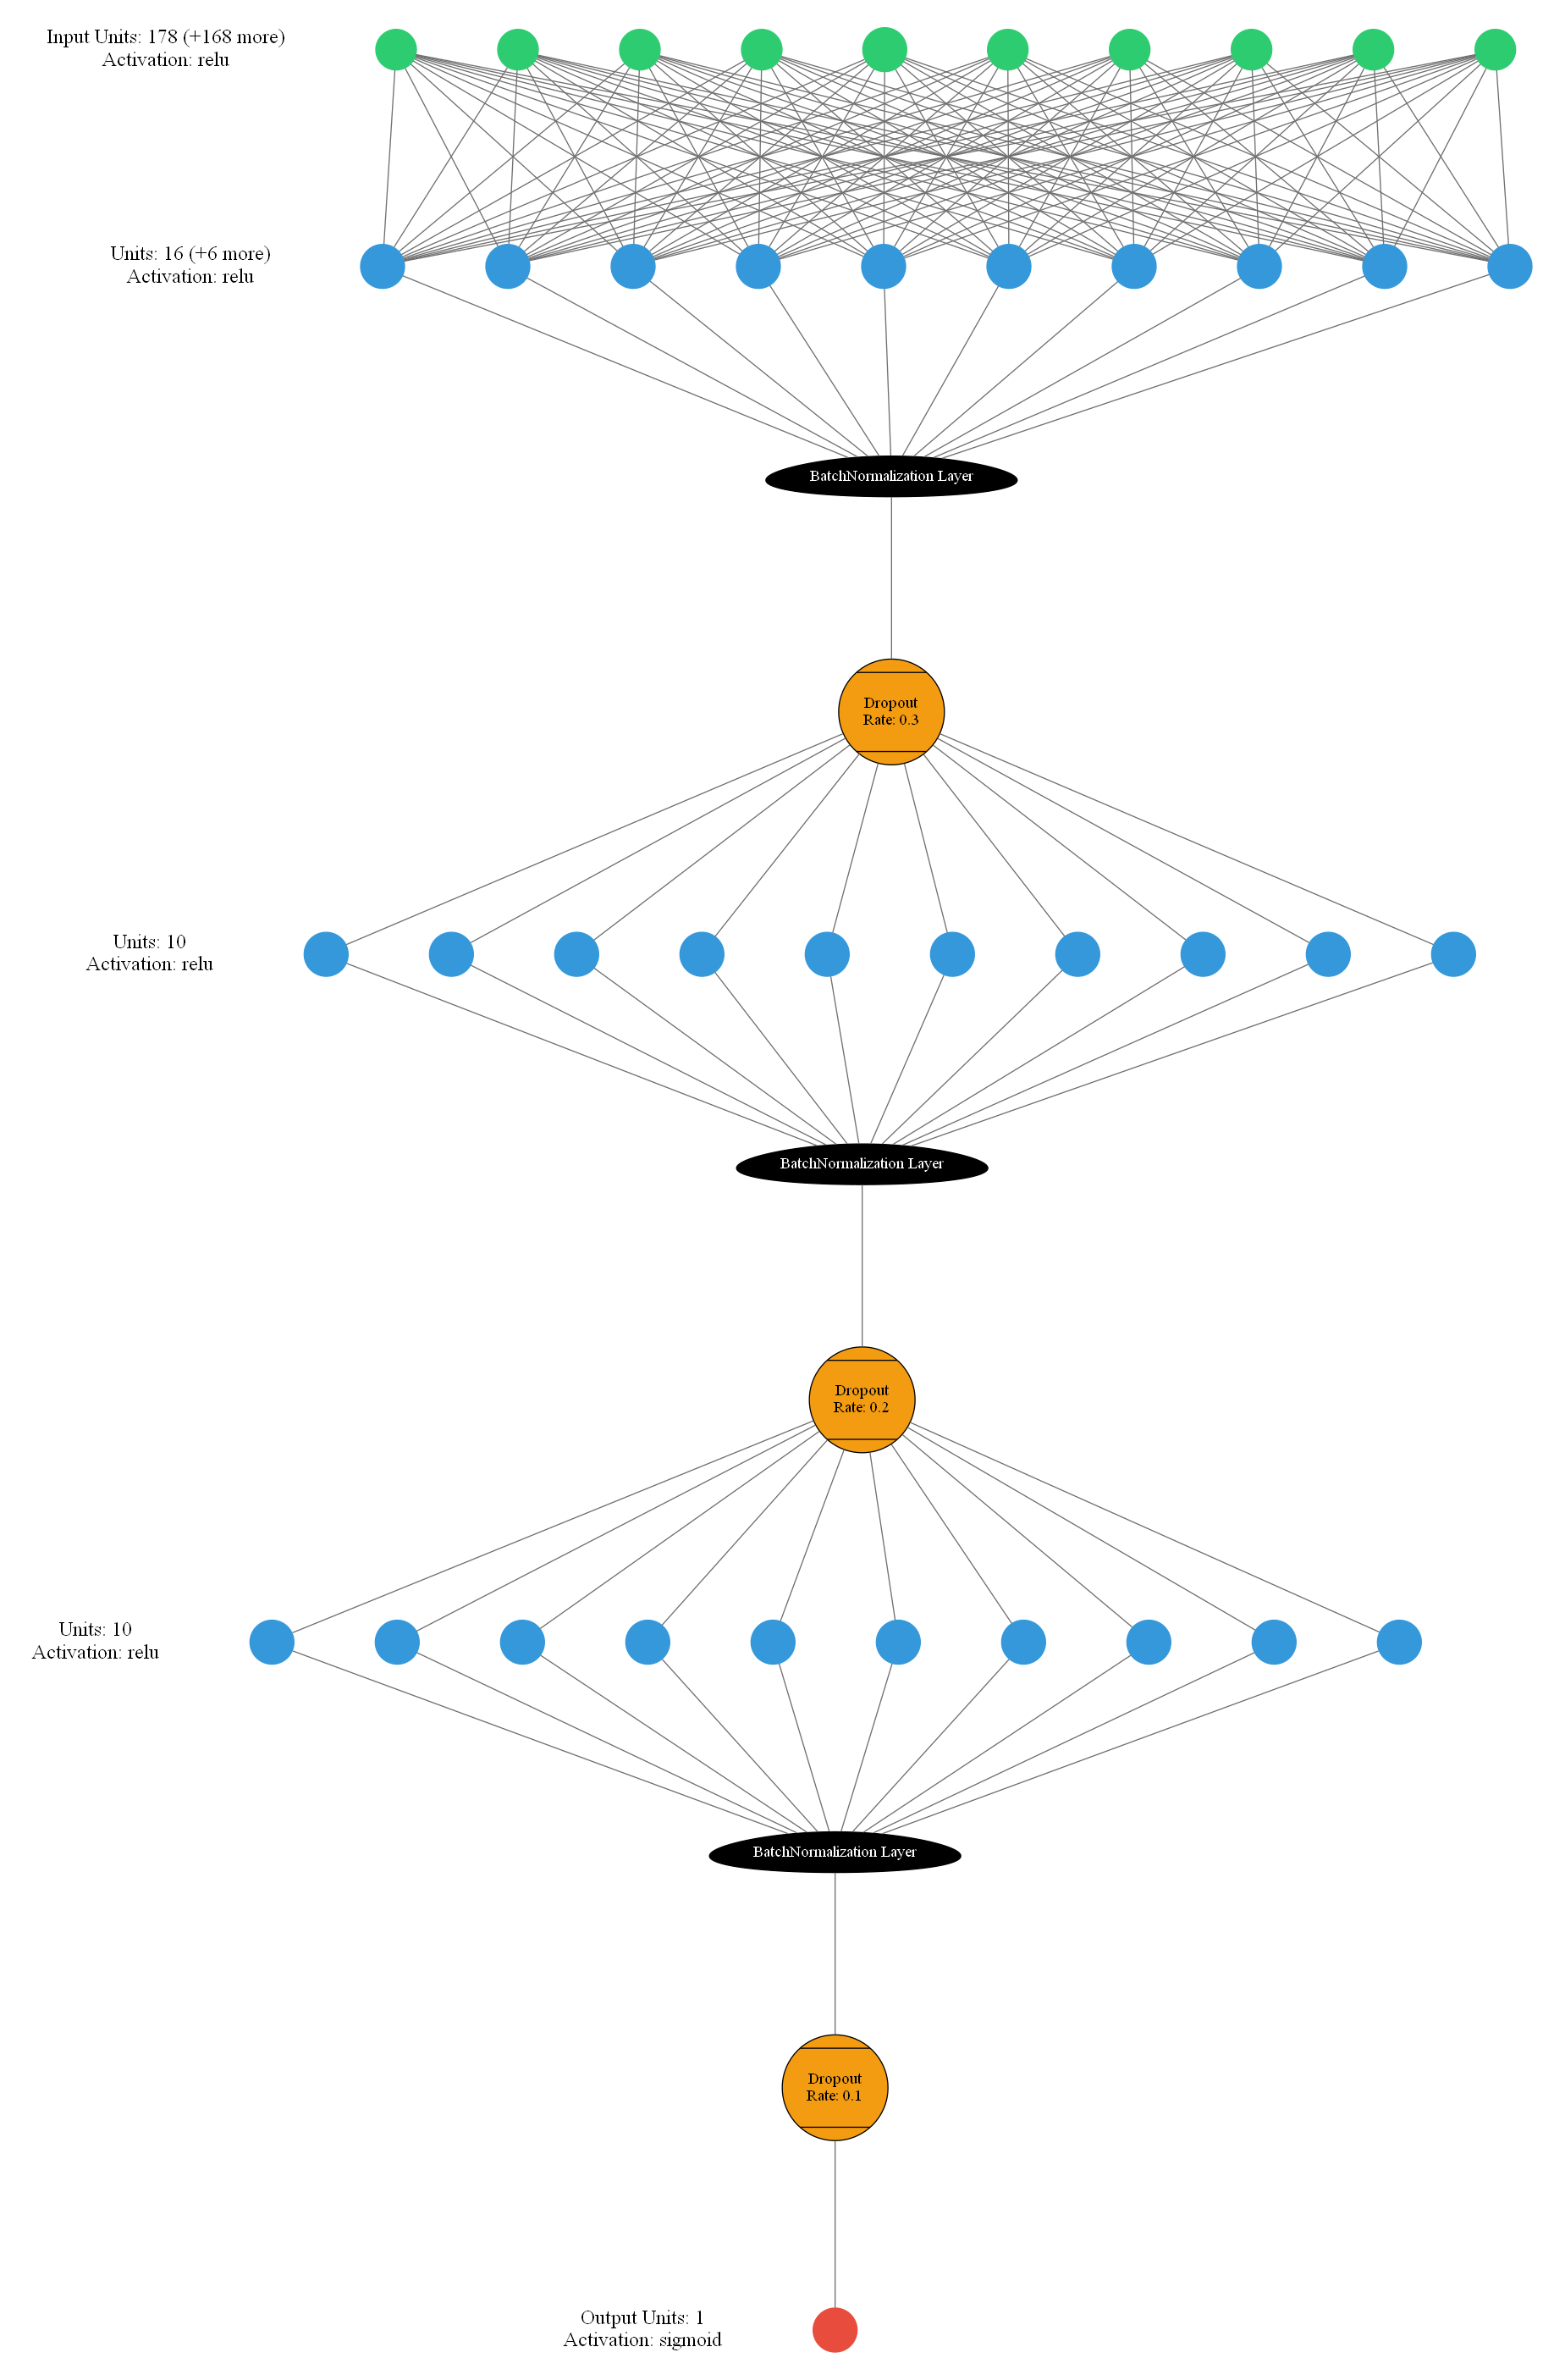 Input Units: 178 (+168 more)
Activation: relu
Units: 16 (+6 more)
Activation: relu
BatchNormalization Layer
Dropout
Rate: 0.3
Units: 10
Activation: relu
BatchNormalization Layer
Dropout
Rate: 0.2
Units: 10
Activation: relu
BatchNormalization Layer
Dropout
Rate: 0.1
Output Units: 1
Activation: sigmoid